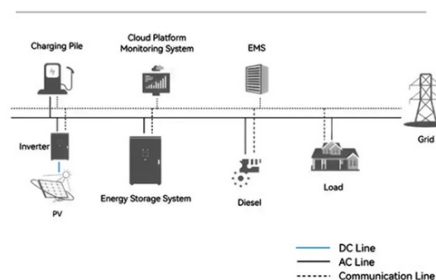 Charging Pile
Cloud Platform
Monitoring System
EMS
Inverter
Grid
PV
Energy Storage System
Diesel
Load
DC Line
AC Line
Communication Line